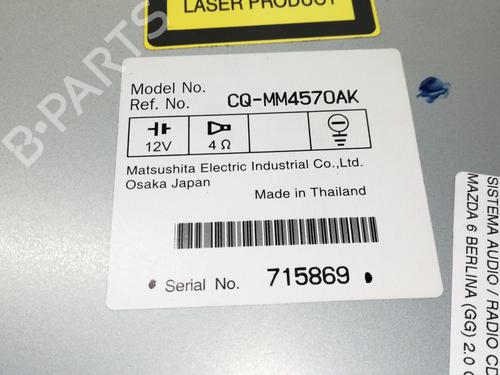 LASER PRODUCT
B-PARTS
Model No.
Ref. No. CQ-MM4570AK
12V 4 Ω
Matsushita Electric Industrial Co.,Ltd.
Osaka Japan
Made in Thailand
Serial No. 715869
SISTEMA AUDIO / RADIO CD
MAZDA 6 BERLINA (GG) 2.0